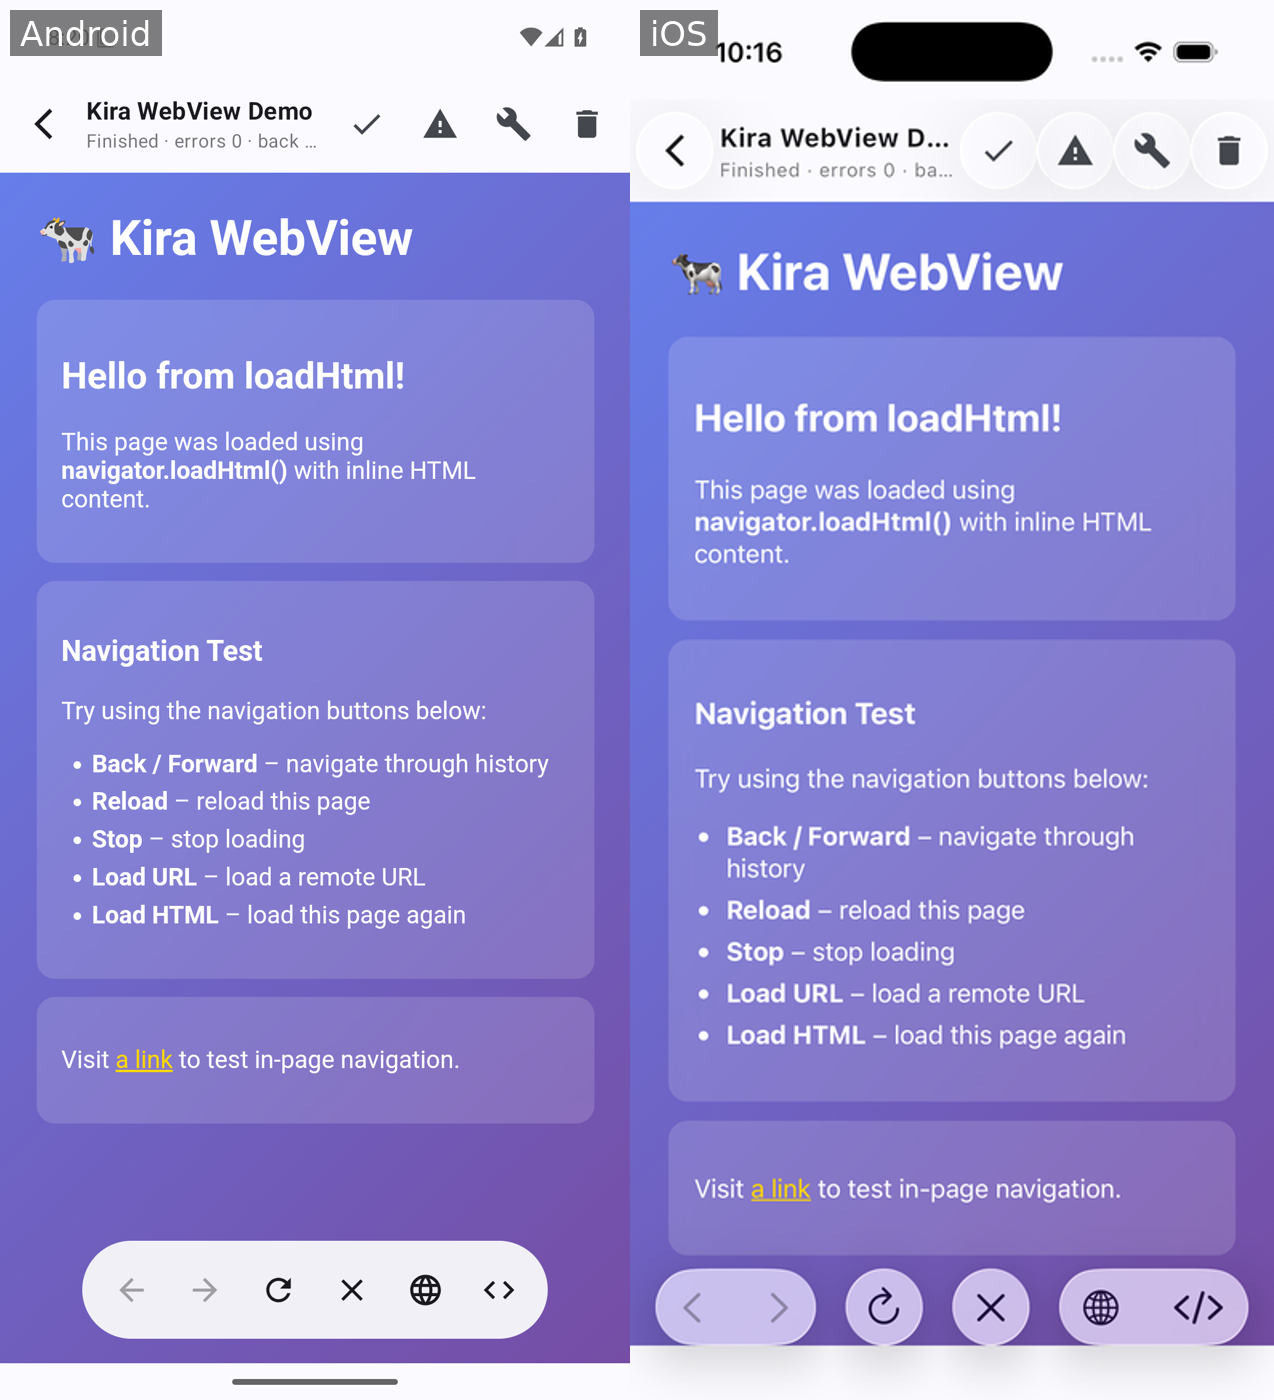 Android
Kira WebView Demo
Finished · errors 0 · back ...
🐄 Kira WebView
Hello from loadHtml!
This page was loaded using
navigator.loadHtml() with inline HTML
content.
Navigation Test
Try using the navigation buttons below:
• Back / Forward – navigate through history
• Reload – reload this page
• Stop – stop loading
• Load URL – load a remote URL
• Load HTML – load this page again
Visit a link to test in-page navigation.
iOS
10:16
Kira WebView D...
Finished · errors 0 · ba...
🐄 Kira WebView
Hello from loadHtml!
This page was loaded using
navigator.loadHtml() with inline HTML
content.
Navigation Test
Try using the navigation buttons below:
• Back / Forward – navigate through
history
• Reload – reload this page
• Stop – stop loading
• Load URL – load a remote URL
• Load HTML – load this page again
Visit a link to test in-page navigation.